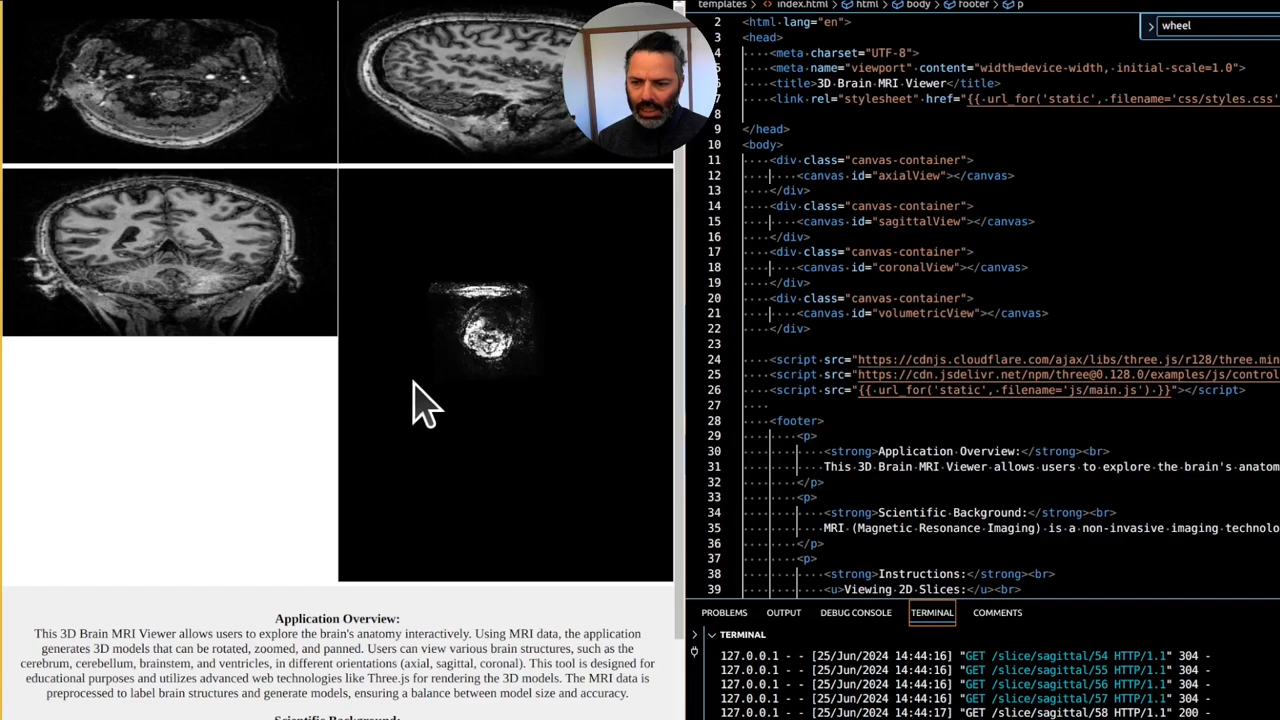 Application Overview:
This 3D Brain MRI Viewer allows users to explore the brain's anatomy interactively. Using MRI data, the application
generates 3D models that can be rotated, zoomed, and panned. Users can view various brain structures, such as the
cerebrum, cerebellum, brainstem, and ventricles, in different orientations (axial, sagittal, coronal). This tool is designed for
educational purposes and utilizes advanced web technologies like Three.js for rendering the 3D models. The MRI data is
preprocessed to label brain structures and generate models, ensuring a balance between model size and accuracy.
Scientific Background:
templates > index.html > html > body > footer > p
wheel
2 <html lang="en">
3 <head>
4 <meta charset="UTF-8">
5 <meta name="viewport" content="width=device-width, initial-scale=1.0">
6 <title>3D Brain MRI Viewer</title>
7 <link rel="stylesheet" href="{{ url_for('static', filename='css/styles.css'
8
9 </head>
10 <body>
11 <div class="canvas-container">
12 <canvas id="axialView"></canvas>
13 </div>
14 <div class="canvas-container">
15 <canvas id="sagittalView"></canvas>
16 </div>
17 <div class="canvas-container">
18 <canvas id="coronalView"></canvas>
19 </div>
20 <div class="canvas-container">
21 <canvas id="volumetricView"></canvas>
22 </div>
23
24 <script src="https://cdnjs.cloudflare.com/ajax/libs/three.js/r128/three.min
25 <script src="https://cdn.jsdelivr.net/npm/three@0.128.0/examples/js/control
26 <script src="{{ url_for('static', filename='js/main.js') }}"></script>
27
28 <footer>
29 <p>
30 <strong>Application Overview:</strong><br>
31 This 3D Brain MRI Viewer allows users to explore the brain's anatom
32 </p>
33 <p>
34 <strong>Scientific Background:</strong><br>
35 MRI (Magnetic Resonance Imaging) is a non-invasive imaging technolo
36 </p>
37 <p>
38 <strong>Instructions:</strong><br>
39 <u>Viewing 2D Slices:</u><br>
PROBLEMS OUTPUT DEBUG CONSOLE TERMINAL COMMENTS
TERMINAL
127.0.0.1 - - [25/Jun/2024 14:44:16] "GET /slice/sagittal/54 HTTP/1.1" 304 -
127.0.0.1 - - [25/Jun/2024 14:44:16] "GET /slice/sagittal/55 HTTP/1.1" 304 -
127.0.0.1 - - [25/Jun/2024 14:44:16] "GET /slice/sagittal/56 HTTP/1.1" 304 -
127.0.0.1 - - [25/Jun/2024 14:44:16] "GET /slice/sagittal/57 HTTP/1.1" 304 -
127.0.0.1 - - [25/Jun/2024 14:44:17] "GET /slice/sagittal/58 HTTP/1.1" 200 -